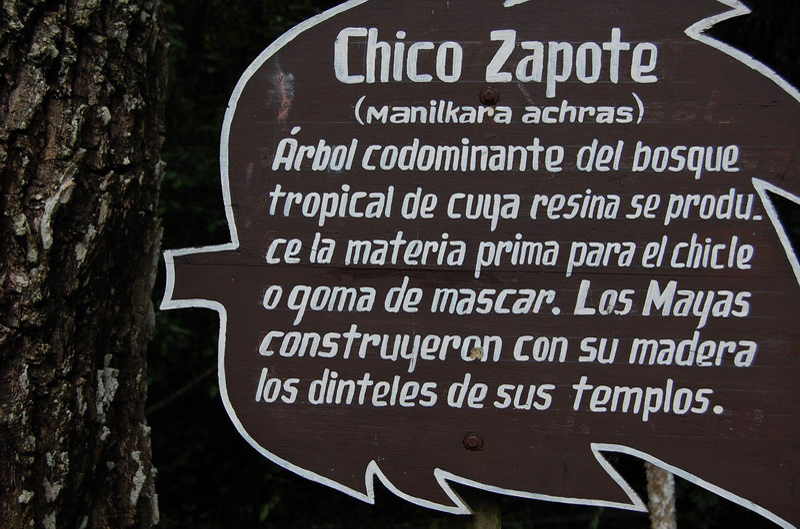 Chico Zapote
(Manilkara achras)
Árbol codominante del bosque
tropical de cuya resina se produ-
ce la materia prima para el chicle
o goma de mascar. Los Mayas
construyeron con su madera
los dinteles de sus templos.